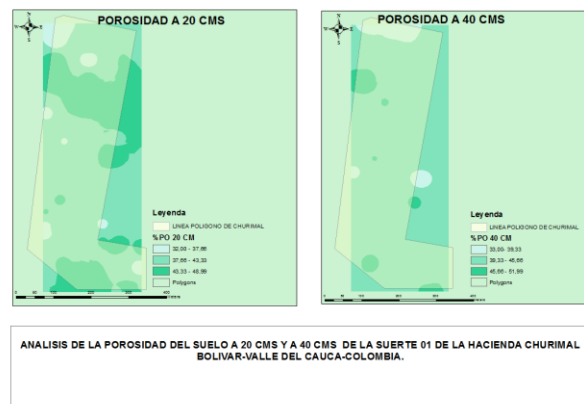 POROSIDAD A 20 CMS
N
W
E
S
Leyenda
LINEA POLIGONO DE CHURIMAL
%PO 20 CM
32,00 - 37,66
37,66 - 43,33
43,33 - 48,99
Polygons
POROSIDAD A 40 CMS
N
W
E
S
Leyenda
LINEA POLIGONO DE CHURIMAL
%PO 40 CM
33,00- 39,33
39,33 - 45,66
45,66 - 51,99
Polygons
ANALISIS DE LA POROSIDAD DEL SUELO A 20 CMS Y A 40 CMS DE LA SUERTE 01 DE LA HACIENDA CHURIMAL
BOLIVAR-VALLE DEL CAUCA-COLOMBIA.